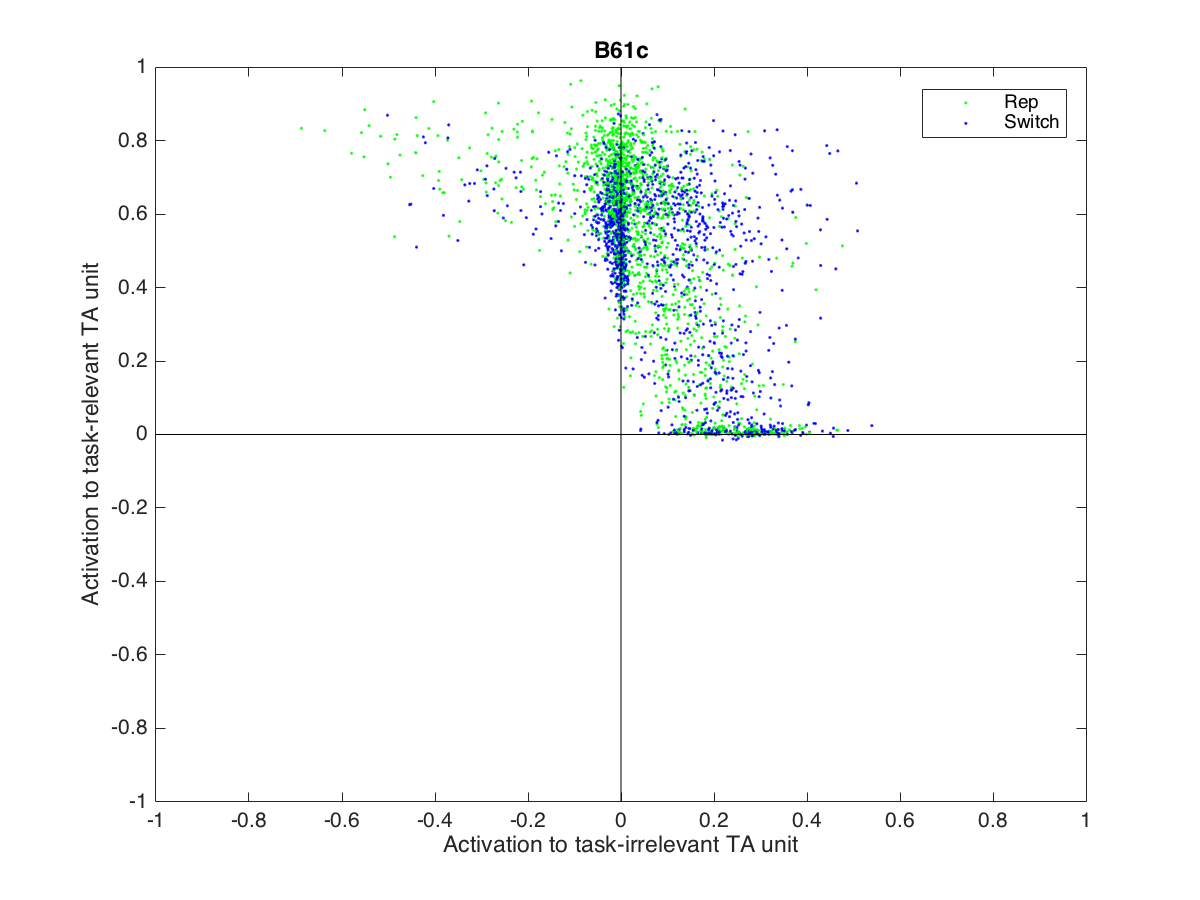 B61c
Rep
Switch
1
0.8
0.6
0.4
0.2
0
-0.2
-0.4
-0.6
-0.8
-1
Activation to task-relevant TA unit
-1 -0.8 -0.6 -0.4 -0.2 0 0.2 0.4 0.6 0.8 1
Activation to task-irrelevant TA unit